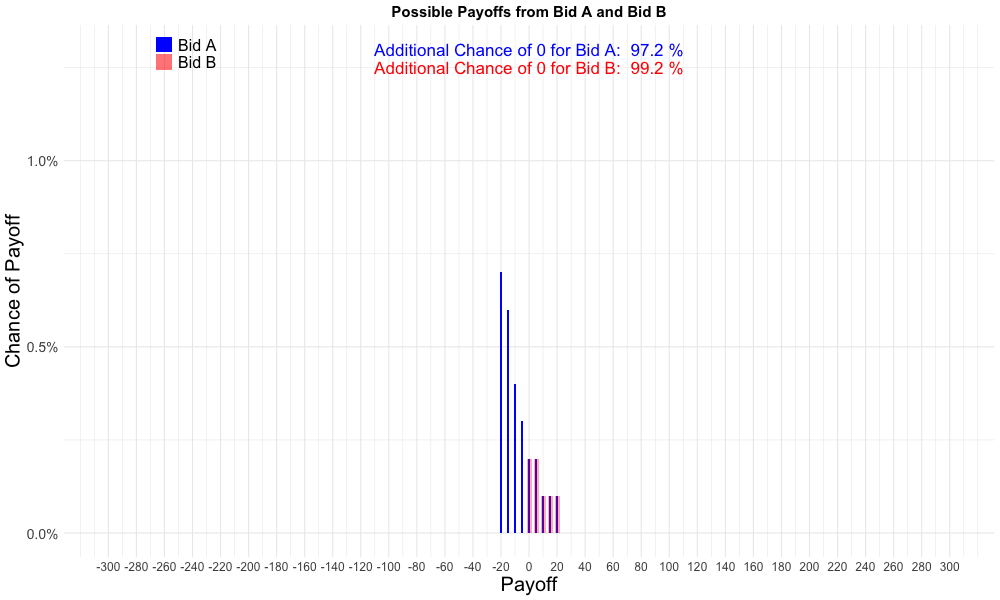 Possible Payoffs from Bid A and Bid B
Bid A
Bid B
Additional Chance of 0 for Bid A:  97.2 %
Additional Chance of 0 for Bid B:  99.2 %
Chance of Payoff
1.0%
0.5%
0.0%
-300 -280 -260 -240 -220 -200 -180 -160 -140 -120 -100 -80 -60 -40 -20 0 20 40 60 80 100 120 140 160 180 200 220 240 260 280 300
Payoff